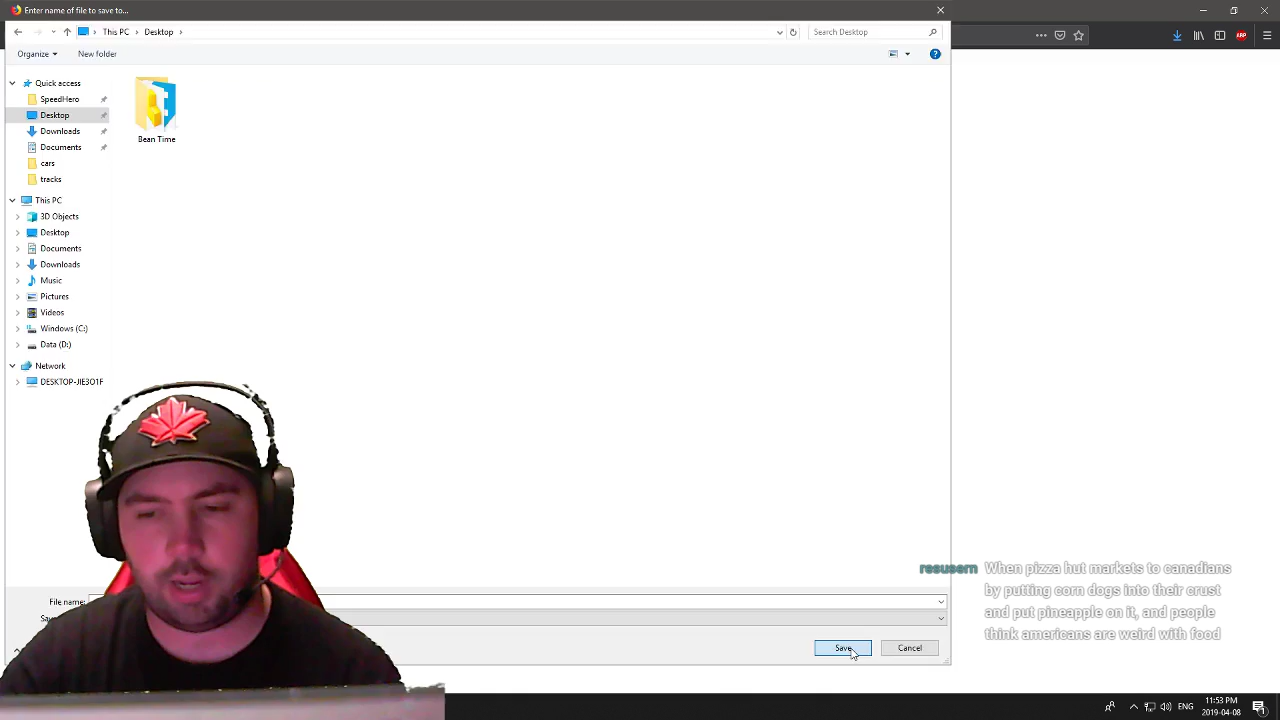 Enter name of file to save to...
This PC
Desktop
Search Desktop
Organize
New folder
Quick access
SpeedHero
Desktop
Downloads
Documents
cars
tracks
This PC
3D Objects
Desktop
Documents
Downloads
Music
Pictures
Videos
Windows (C:)
Data (D:)
Network
DESKTOP-JIE3O1F
Bean Time
ABP
File name:
Save
Cancel
resusern When pizza hut markets to canadians
by putting corn dogs into their crust
and put pineapple on it, and people
think americans are weird with food
ENG
11:53 PM
2019-04-08
1